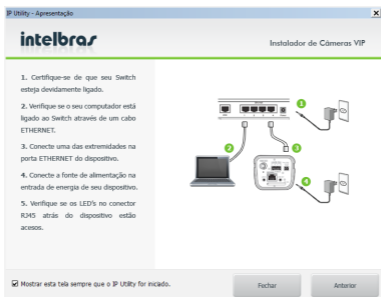 IP Utility - Apresentação
intelbras
Instalador de Câmeras VIP
1. Certifique-se de que seu Switch
esteja devidamente ligado.
2. Verifique se o seu computador está
ligado ao Switch através de um cabo
ETHERNET.
3. Conecte uma das extremidades na
porta ETHERNET do dispositivo.
4. Conecte a fonte de alimentação na
entrada de energia de seu dispositivo.
5. Verifique se os LED's no conector
RJ45 atrás do dispositivo estão
acesos.
1
2
3
4
Mostrar esta tela sempre que o IP Utility for iniciado.
Fechar
Anterior